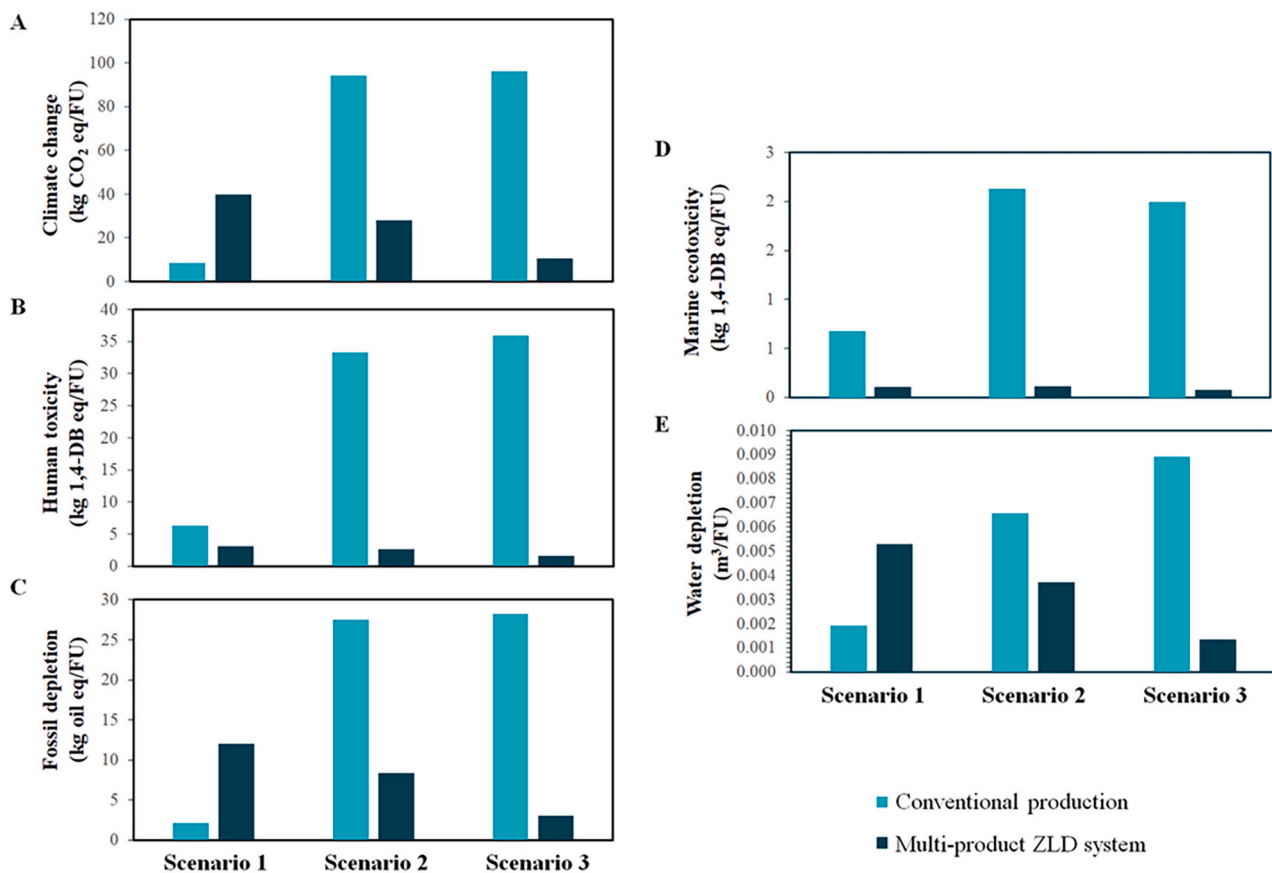 A
Climate change
(kg CO₂ eq/FU)
120
100
80
60
40
20
0
B
Human toxicity
(kg 1,4-DB eq/FU)
40
35
30
25
20
15
10
5
0
C
Fossil depletion
(kg oil eq/FU)
30
25
20
15
10
5
0
Scenario 1 Scenario 2 Scenario 3
D
Marine ecotoxicity
(kg 1,4-DB eq/FU)
3
2
2
1
1
0
E
Water depletion
(m³/FU)
0.010
0.009
0.008
0.007
0.006
0.005
0.004
0.003
0.002
0.001
0.000
Scenario 1 Scenario 2 Scenario 3
Conventional production
Multi-product ZLD system